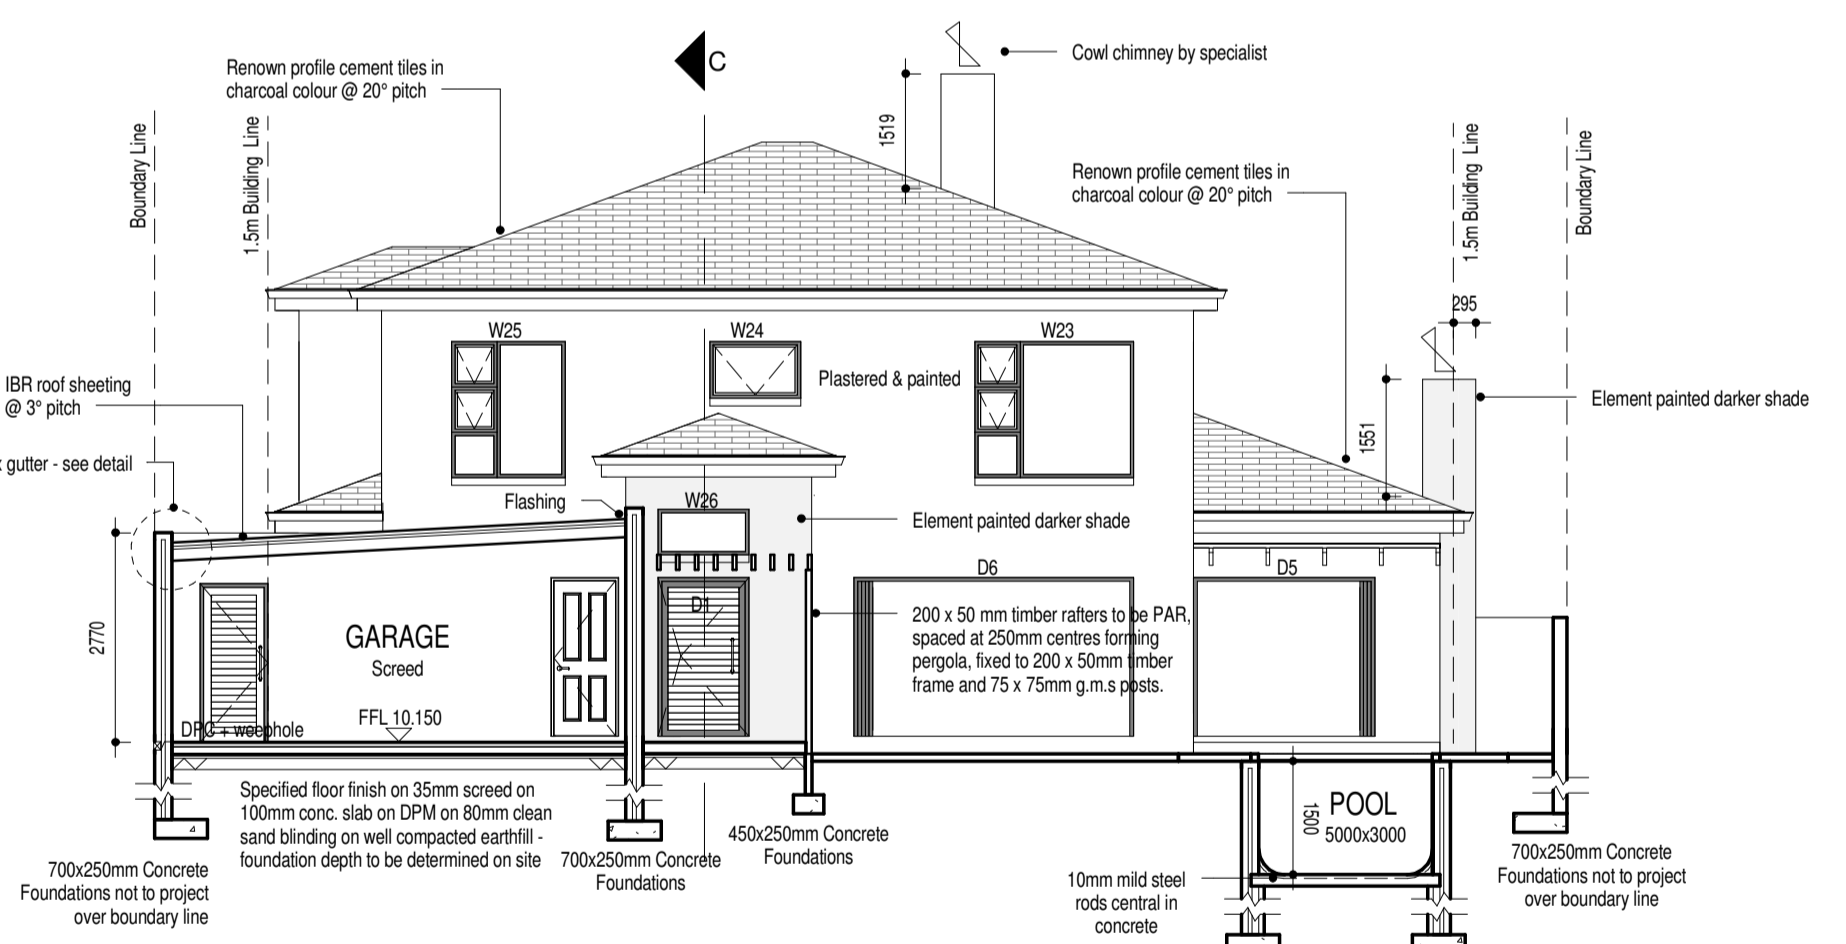 Cowl chimney by specialist
C
Renown profile cement tiles in
charcoal colour @ 20° pitch
1519
Boundary Line
1.5m Building Line
Renown profile cement tiles in
charcoal colour @ 20° pitch
1.5m Building Line
Boundary Line
295
W25
W24
W23
Plastered & painted
IBR roof sheeting
@ 3° pitch
Element painted darker shade
1551
gutter - see detail
Flashing
W26
Element painted darker shade
D6
D5
D1
2770
GARAGE
Screed
200 x 50 mm timber rafters to be PAR,
spaced at 250mm centres forming
pergola, fixed to 200 x 50mm timber
frame and 75 x 75mm g.m.s posts.
FFL 10.150
DPC + weephole
Specified floor finish on 35mm screed on
100mm conc. slab on DPM on 80mm clean
sand blinding on well compacted earthfill -
foundation depth to be determined on site
1500
POOL
5000x3000
450x250mm Concrete
Foundations
700x250mm Concrete
Foundations
700x250mm Concrete
Foundations not to project
over boundary line
700x250mm Concrete
Foundations not to project
over boundary line
10mm mild steel
rods central in
concrete